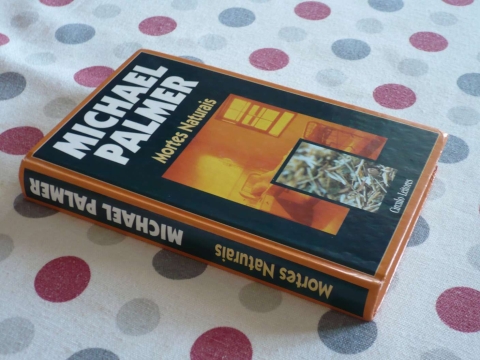 MICHAEL
PALMER
Mortes Naturais
Círculo Leitores
MICHAEL PALMER
Mortes Naturais